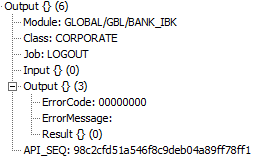 Output {} (6)
Module: GLOBAL/GBL/BANK_IBK
Class: CORPORATE
Job: LOGOUT
Input {} (0)
Output {} (3)
ErrorCode: 00000000
ErrorMessage:
Result {} (0)
API_SEQ: 98c2cfd51a546f8c9deb04a89ff78ff1